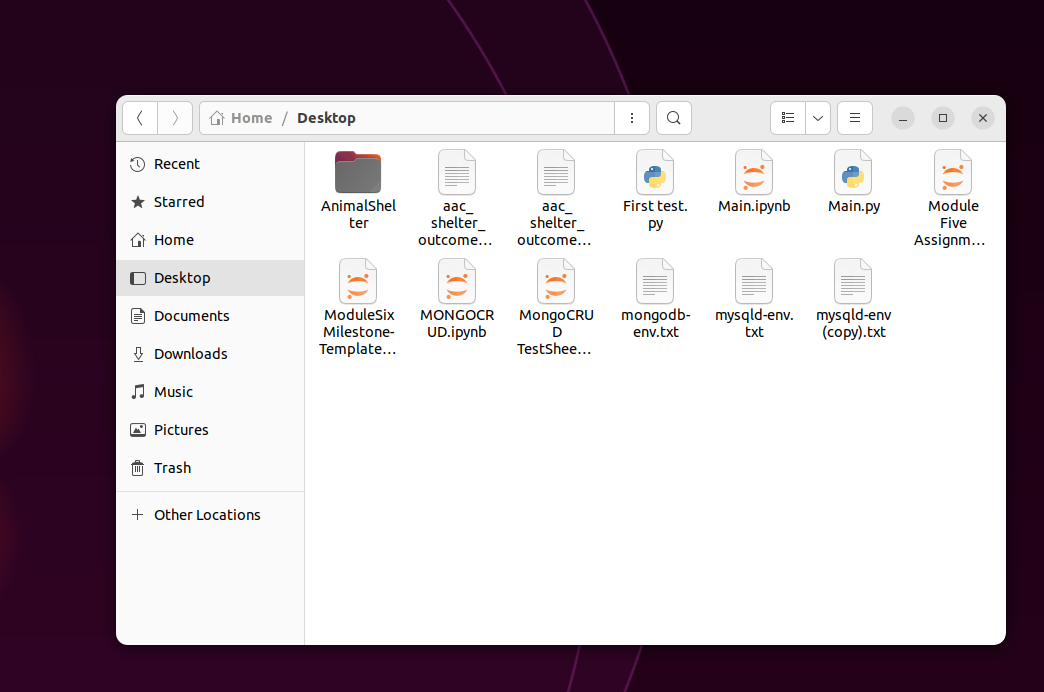 Home / Desktop
Recent
Starred
Home
Desktop
Documents
Downloads
Music
Pictures
Trash
Other Locations
AnimalShel
ter
aac_
shelter_
outcome...
aac_
shelter_
outcome...
First test.
py
Main.ipynb
Main.py
Module
Five
Assignm...
ModuleSix
Milestone-
Template...
MONGOCR
UD.ipynb
MongoCRU
D
TestShee...
mongodb-
env.txt
mysqld-env.
txt
mysqld-env
(copy).txt